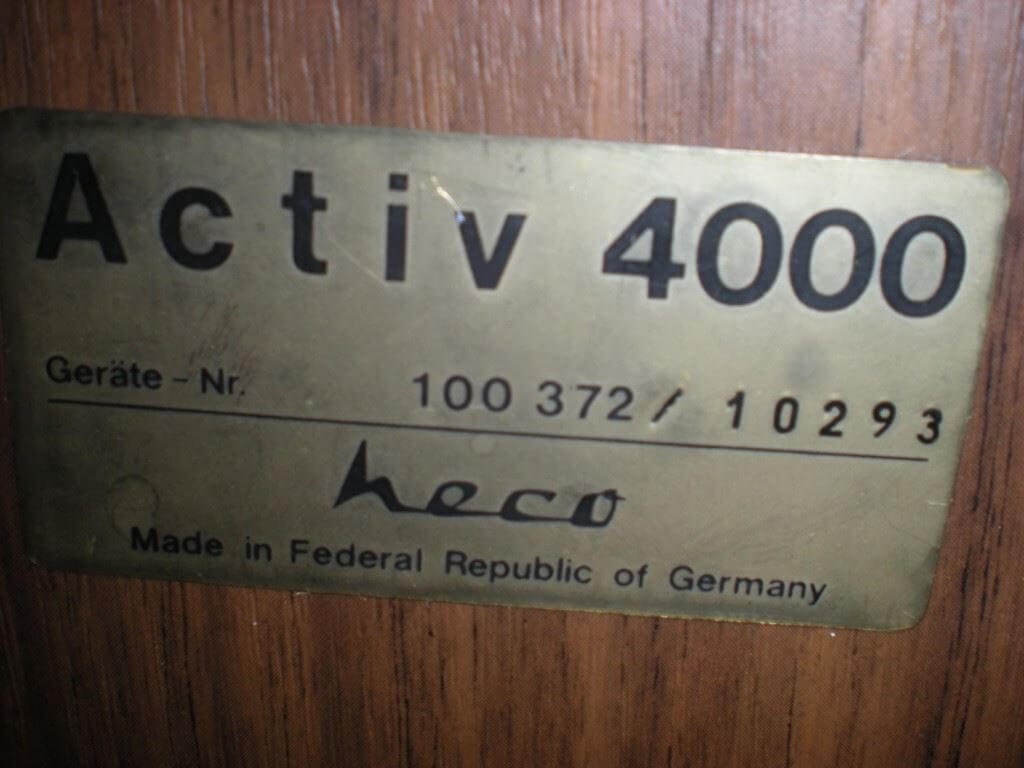 Activ 4000
Geräte - Nr. 100 372 / 10293
heco
Made in Federal Republic of Germany